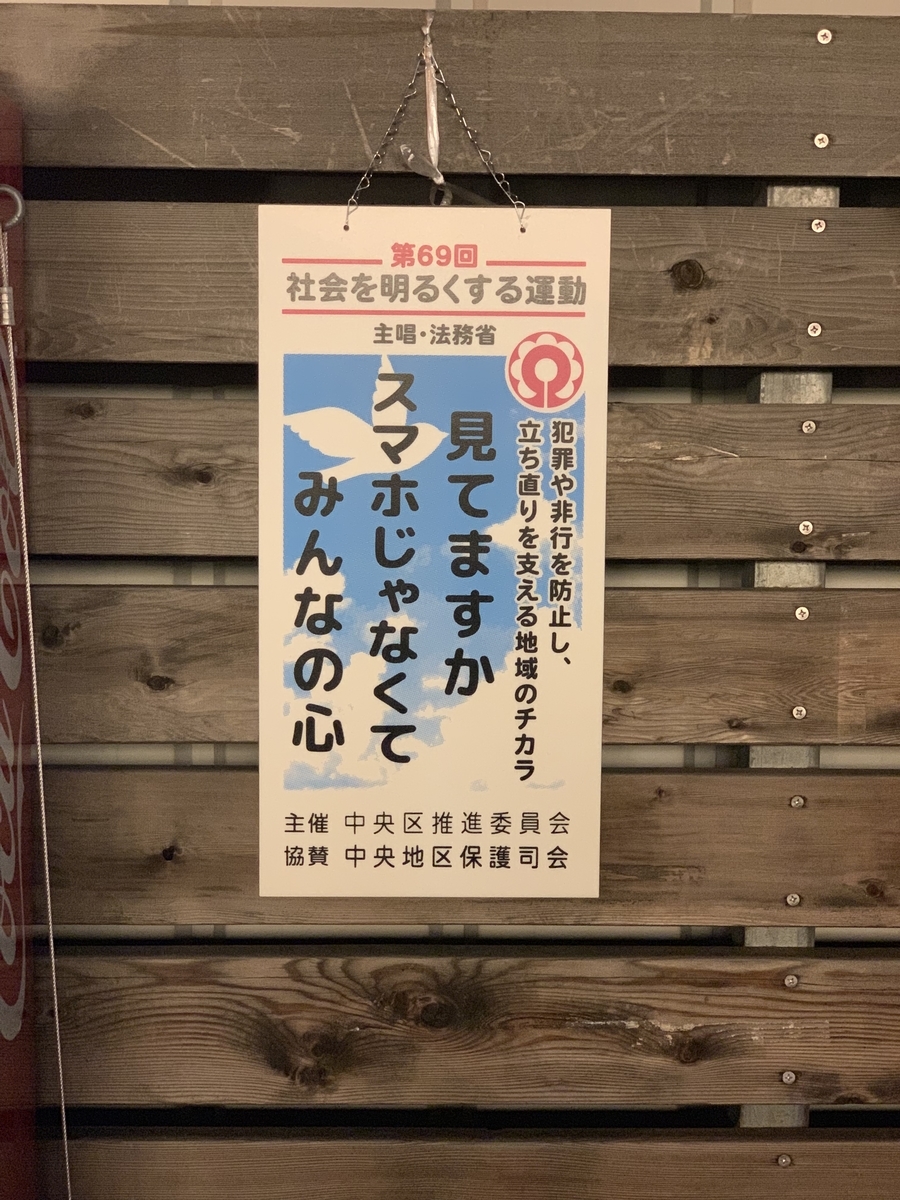 第69回
社会を明るくする運動
主唱・法務省
犯罪や非行を防止し、
立ち直りを支える地域のチカラ
見てますか
スマホじゃなくて
みんなの心
主催 中央区推進委員会
協賛 中央地区保護司会